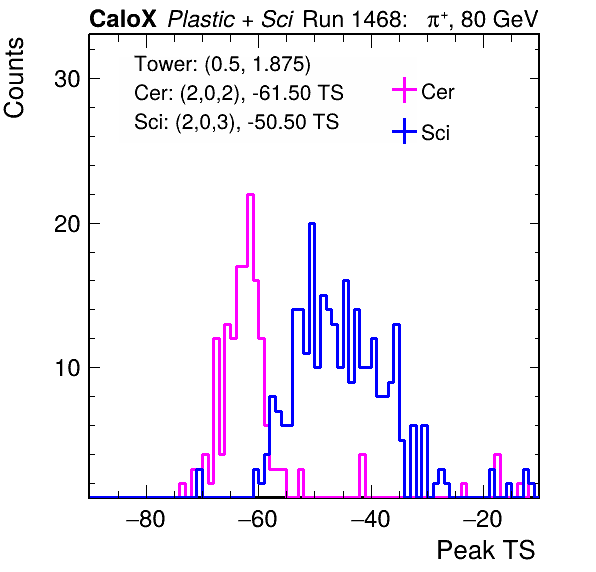 CaloX Plastic + Sci Run 1468: π+, 80 GeV
Counts
Tower: (0.5, 1.875)
Cer: (2,0,2), -61.50 TS
Sci: (2,0,3), -50.50 TS
Cer
Sci
30
20
10
−80 −60 −40 −20
Peak TS